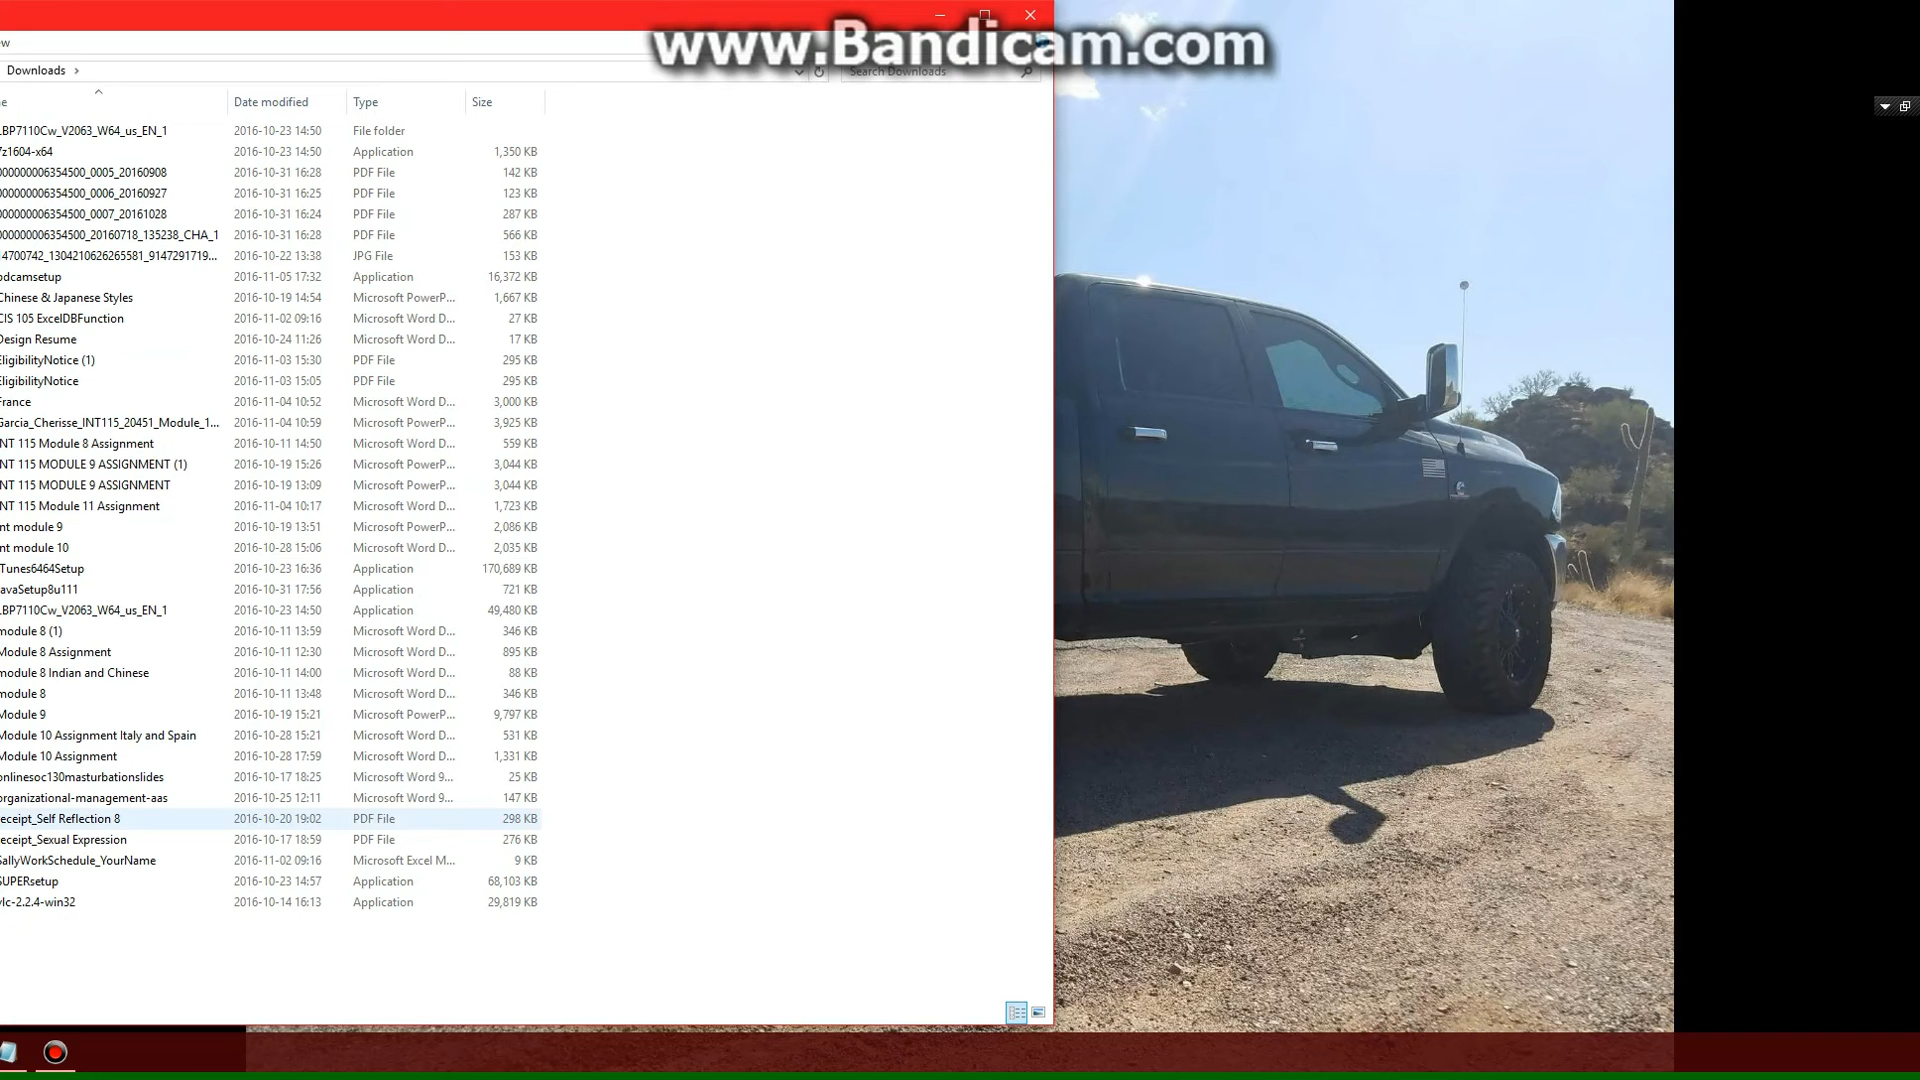 www.Bandicam.com
ew
Downloads
Search Downloads
ne Date modified Type Size
LBP7110Cw_V2063_W64_us_EN_1 2016-10-23 14:50 File folder
7z1604-x64 2016-10-23 14:50 Application 1,350 KB
000000006354500_0005_20160908 2016-10-31 16:28 PDF File 142 KB
000000006354500_0006_20160927 2016-10-31 16:25 PDF File 123 KB
000000006354500_0007_20161028 2016-10-31 16:24 PDF File 287 KB
000000006354500_20160718_135238_CHA_1 2016-10-31 16:28 PDF File 566 KB
14700742_1304210626265581_9147291719... 2016-10-22 13:38 JPG File 153 KB
bdcamsetup 2016-11-05 17:32 Application 16,372 KB
Chinese & Japanese Styles 2016-10-19 14:54 Microsoft PowerP... 1,667 KB
CIS 105 ExcelDBFunction 2016-11-02 09:16 Microsoft Word D... 27 KB
Design Resume 2016-10-24 11:26 Microsoft Word D... 17 KB
EligibilityNotice (1) 2016-11-03 15:30 PDF File 295 KB
EligibilityNotice 2016-11-03 15:05 PDF File 295 KB
France 2016-11-04 10:52 Microsoft Word D... 3,000 KB
Garcia_Cherisse_INT115_20451_Module_1... 2016-11-04 10:59 Microsoft Word D... 3,925 KB
NT 115 Module 8 Assignment 2016-10-11 14:50 Microsoft Word D... 559 KB
NT 115 MODULE 9 ASSIGNMENT (1) 2016-10-19 15:26 Microsoft PowerP... 3,044 KB
NT 115 MODULE 9 ASSIGNMENT 2016-10-19 13:09 Microsoft PowerP... 3,044 KB
NT 115 Module 11 Assignment 2016-11-04 10:17 Microsoft Word D... 1,723 KB
nt module 9 2016-10-19 13:51 Microsoft PowerP... 2,086 KB
nt module 10 2016-10-28 15:06 Microsoft Word D... 2,035 KB
iTunes6464Setup 2016-10-23 16:36 Application 170,689 KB
avaSetup8u111 2016-10-31 17:56 Application 721 KB
LBP7110Cw_V2063_W64_us_EN_1 2016-10-23 14:50 Application 49,480 KB
module 8 (1) 2016-10-11 13:59 Microsoft Word D... 346 KB
Module 8 Assignment 2016-10-11 12:30 Microsoft Word D... 895 KB
module 8 Indian and Chinese 2016-10-11 14:00 Microsoft Word D... 88 KB
module 8 2016-10-11 13:48 Microsoft Word D... 346 KB
Module 9 2016-10-19 15:21 Microsoft PowerP... 9,797 KB
Module 10 Assignment Italy and Spain 2016-10-28 15:21 Microsoft Word D... 531 KB
Module 10 Assignment 2016-10-28 17:59 Microsoft Word D... 1,331 KB
onlinesoc130masturbationslides 2016-10-17 18:25 Microsoft Word 9... 25 KB
organizational-management-aas 2016-10-25 12:11 Microsoft Word 9... 147 KB
eceipt_Self Reflection 8 2016-10-20 19:02 PDF File 298 KB
eceipt_Sexual Expression 2016-10-17 18:59 PDF File 276 KB
SallyWorkSchedule_YourName 2016-11-02 09:16 Microsoft Excel M... 9 KB
SUPERsetup 2016-10-23 14:57 Application 68,103 KB
vlc-2.2.4-win32 2016-10-14 16:13 Application 29,819 KB